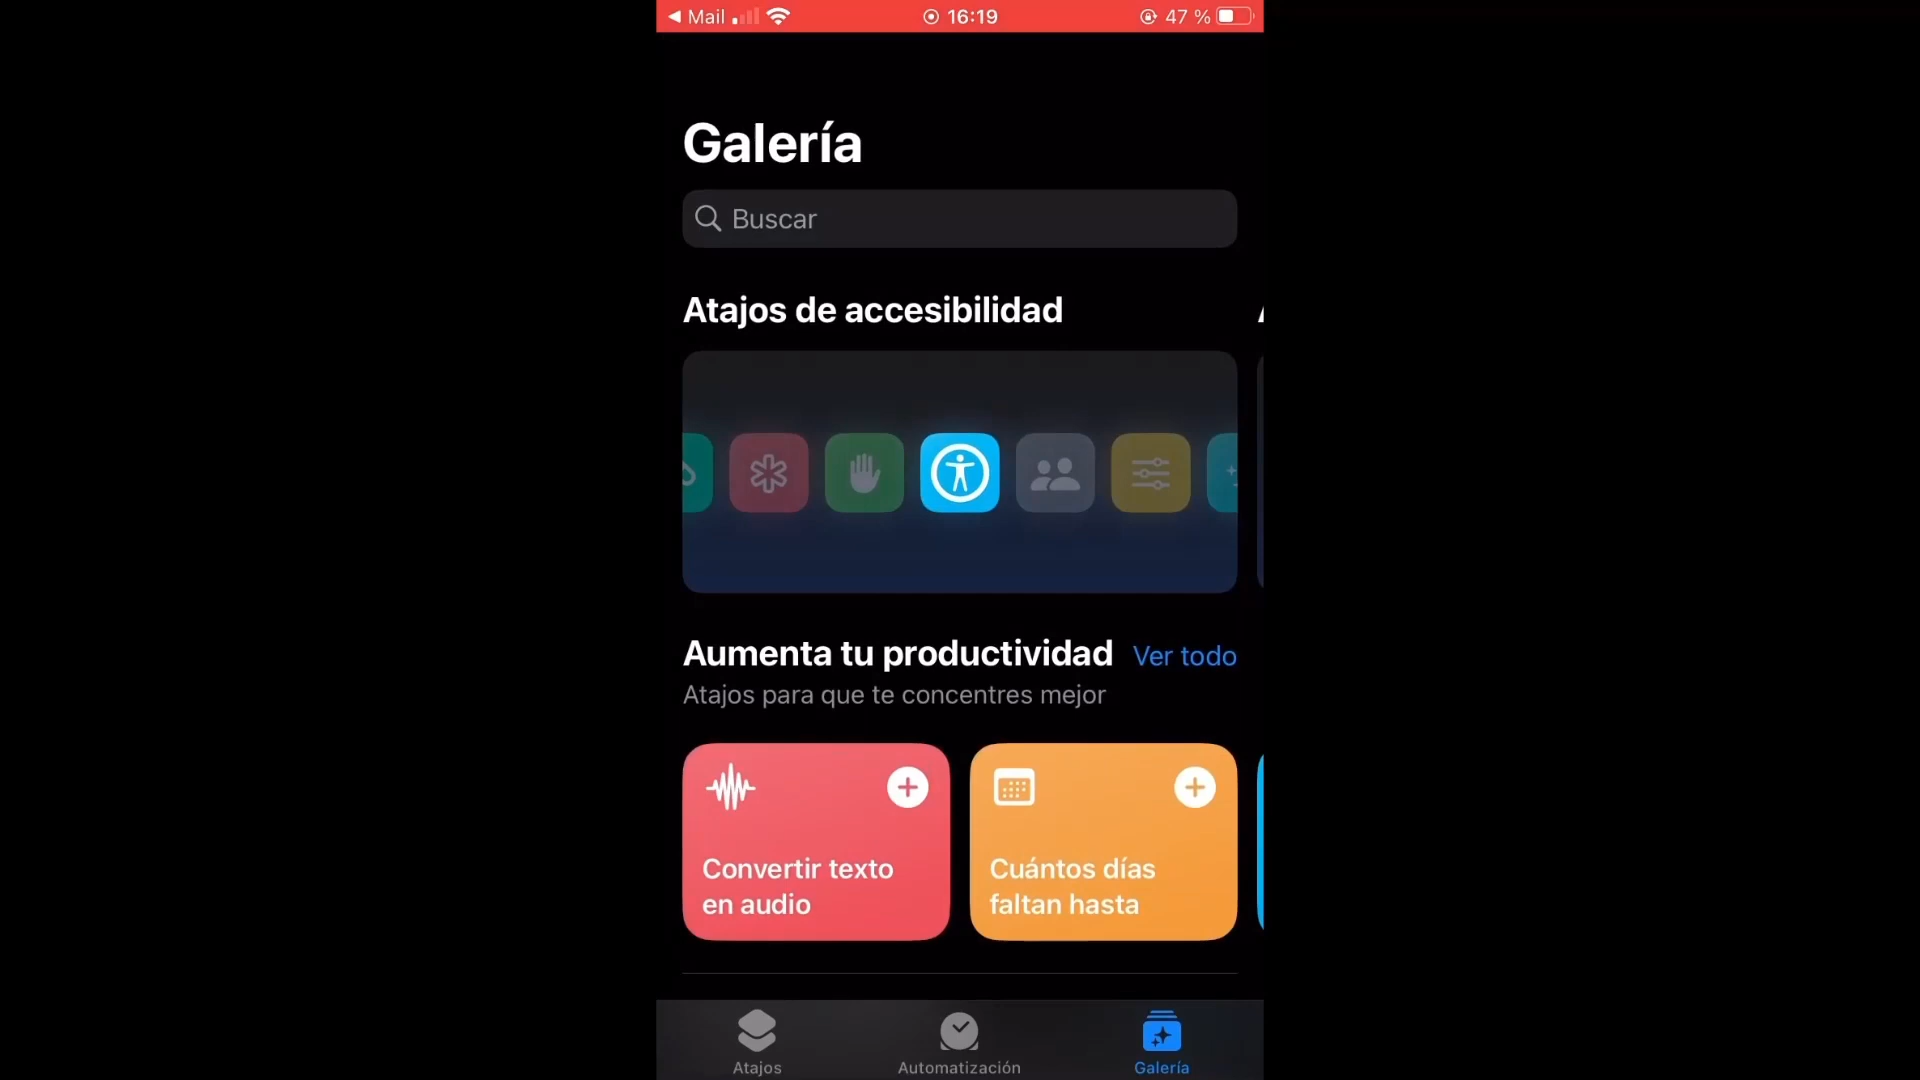 Mail 16:19 47 %
Galería
Buscar
Atajos de accesibilidad
Aumenta tu productividad Ver todo
Atajos para que te concentres mejor
Convertir texto
en audio
Cuántos días
faltan hasta
Atajos Automatización Galería